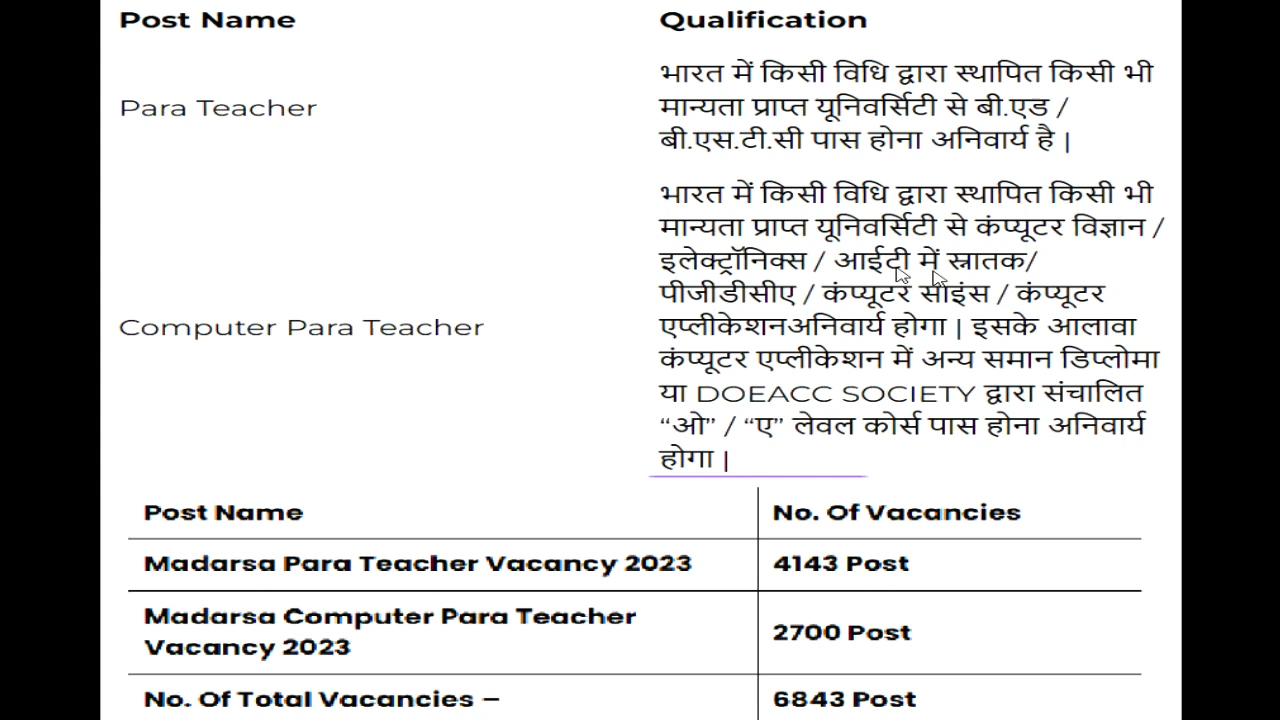 Post Name Qualification
Para Teacher
भारत में किसी विधि द्वारा स्थापित किसी भी
मान्यता प्राप्त यूनिवर्सिटी से बी.एड /
बी.एस.टी.सी पास होना अनिवार्य है |
Computer Para Teacher
भारत में किसी विधि द्वारा स्थापित किसी भी
मान्यता प्राप्त यूनिवर्सिटी से कंप्यूटर विज्ञान /
इलेक्ट्रॉनिक्स / आईटी में स्नातक/
पीजीडीसीए / कंप्यूटर साइंस / कंप्यूटर
एप्लीकेशनअनिवार्य होगा | इसके आलावा
कंप्यूटर एप्लीकेशन में अन्य समान डिप्लोमा
या DOEACC SOCIETY द्वारा संचालित
“ओ” / “ए” लेवल कोर्स पास होना अनिवार्य
होगा |
Post Name No. Of Vacancies
Madarsa Para Teacher Vacancy 2023 4143 Post
Madarsa Computer Para Teacher
Vacancy 2023
2700 Post
No. Of Total Vacancies – 6843 Post